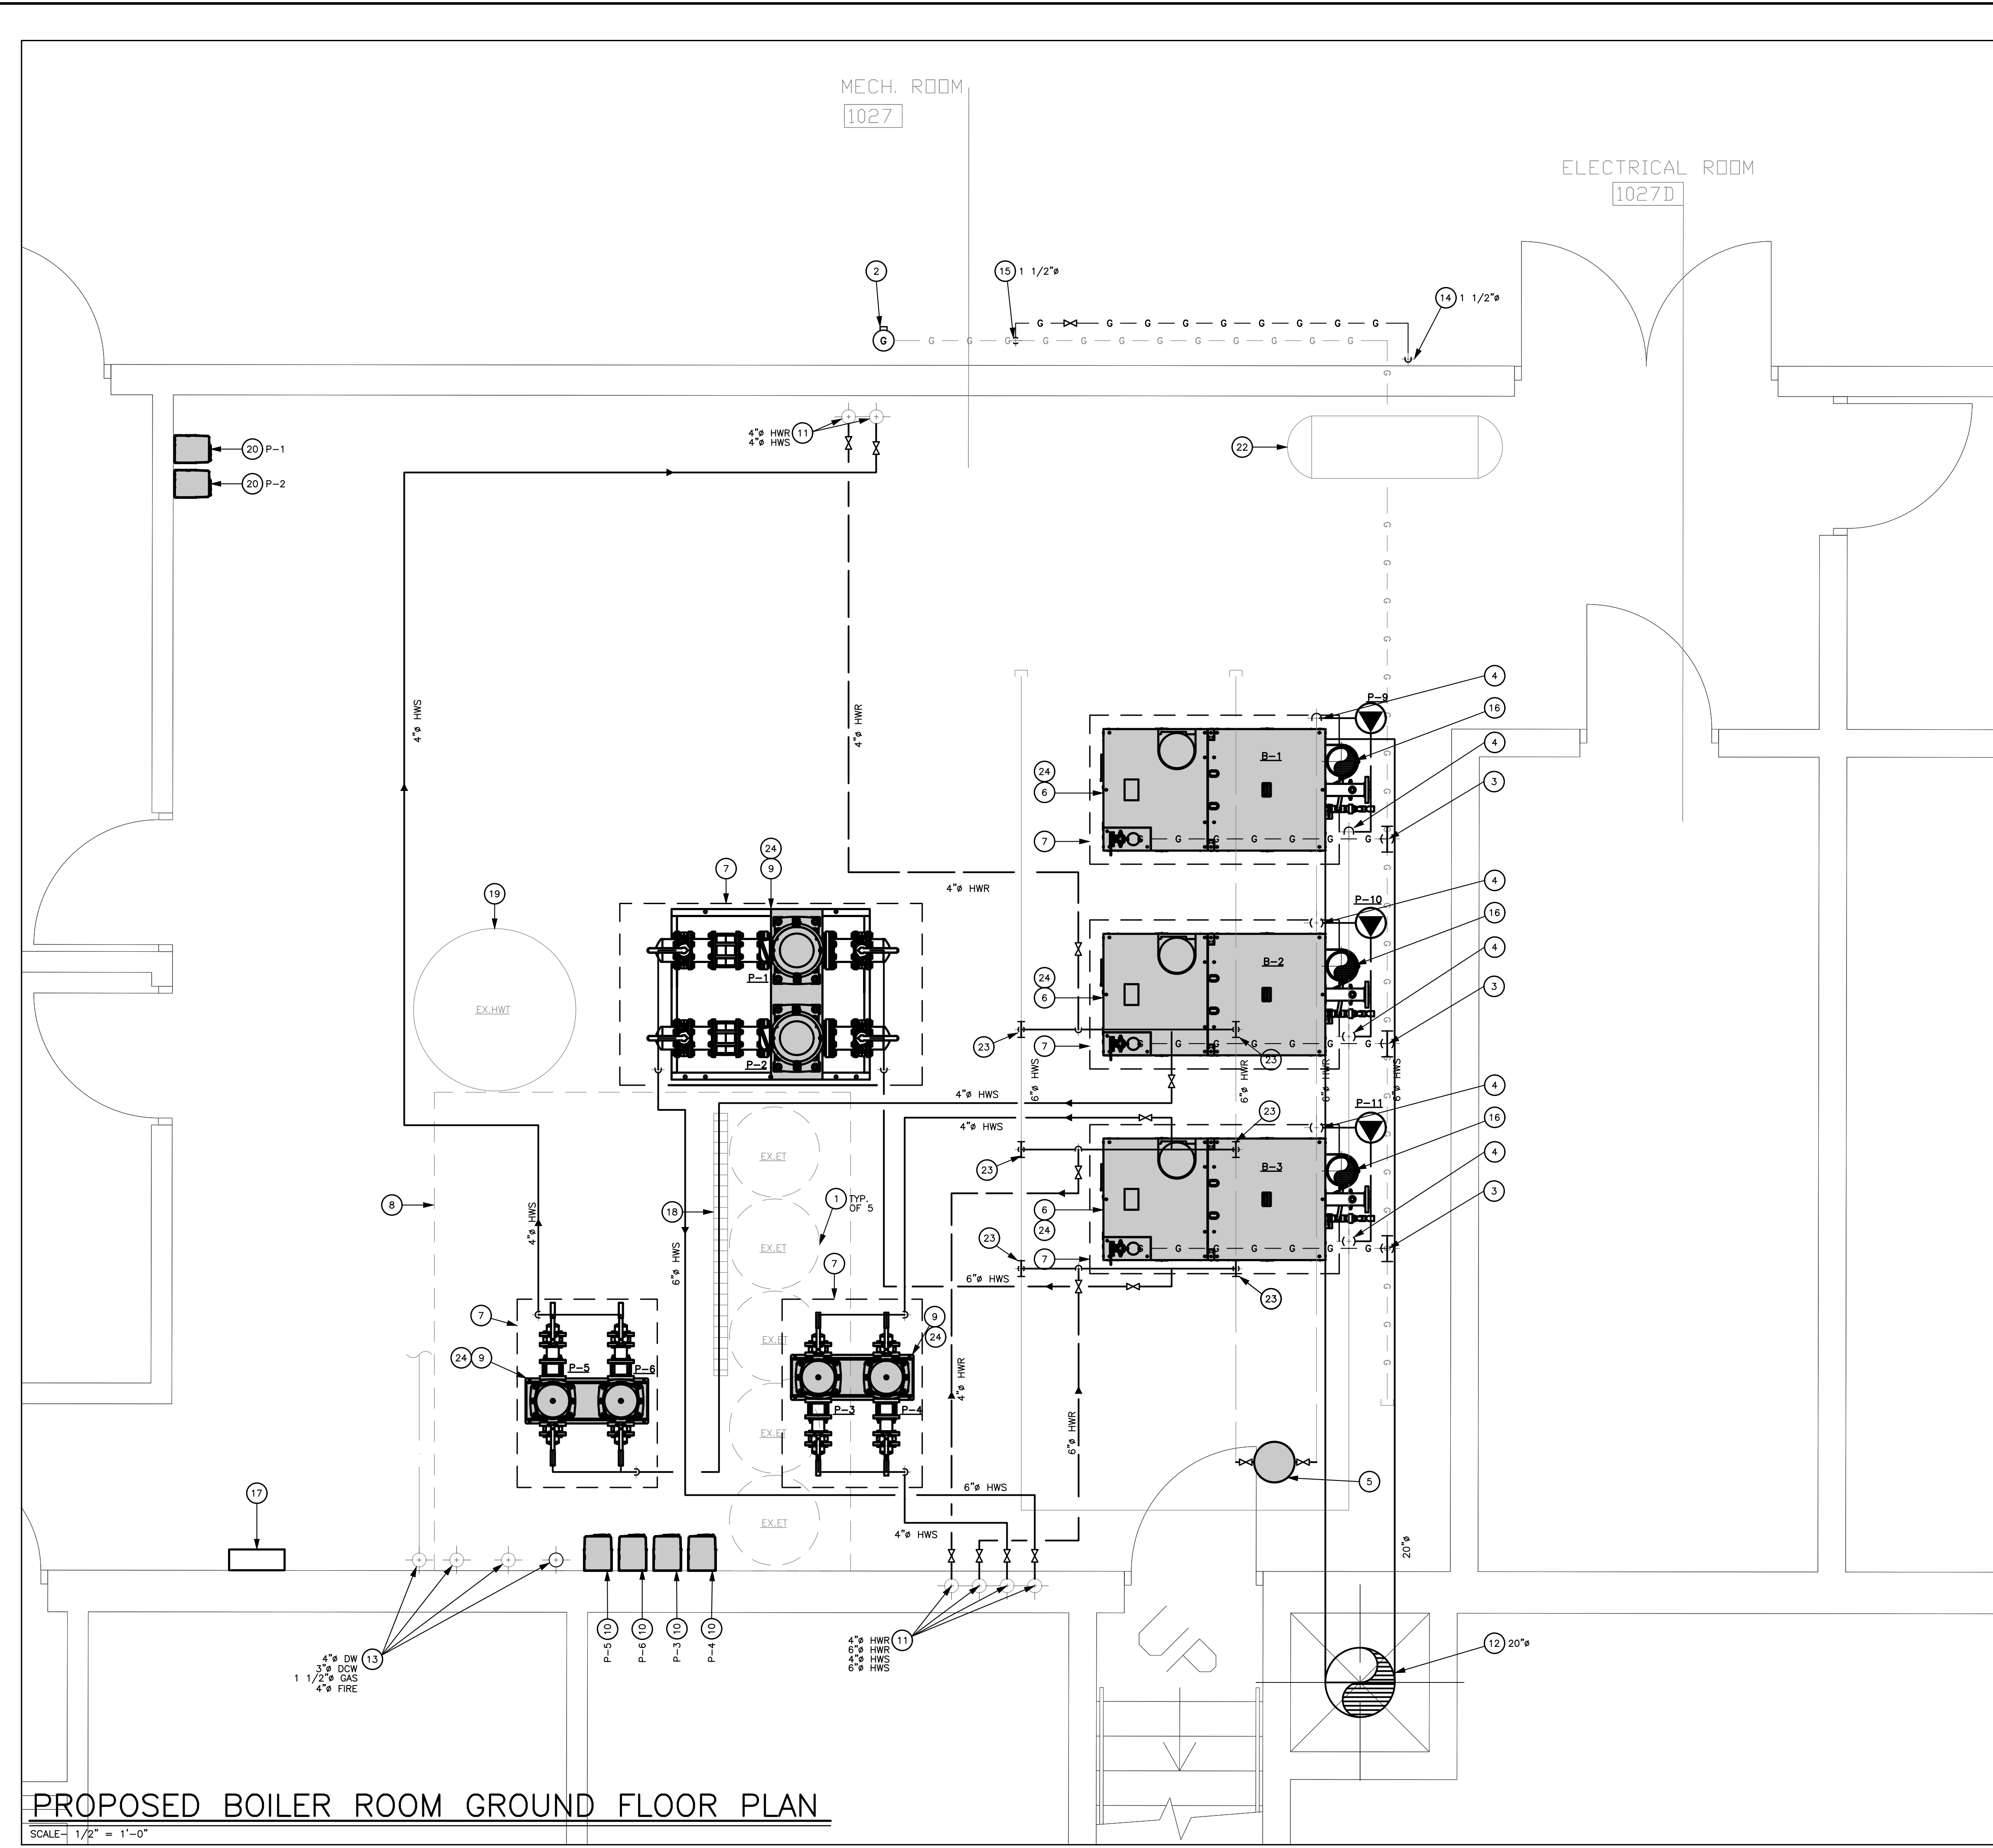 MECH. ROOM
1027
ELECTRICAL ROOM
1027D
2
15 1 1/2"ø
14 1 1/2"ø
G — G — G — G — G — G — G — G — G
G
G — G — G — G — G — G — G — G — G — G — G — G
G
4"ø HWR 11
4"ø HWS
20 P-1
20 P-2
22
G
G
G
G
G
4"ø HWS
4"ø HWR
P-9
4
16
4
3
B-1
24
6
7
G G G G G G G
4"ø HWR
19
EX.HWT
7
24
9
P-1
P-2
P-10
4
16
4
3
B-2
24
6
7
G G G G G G G
23
23
6"ø HWS
6"ø HWR
6"ø HWR
6"ø HWS
4"ø HWS
4"ø HWS
P-11
4
16
4
3
B-3
23
23
6
24
7
G G G G G G G
23
23
6"ø HWS
8
18
EX.ET
EX.ET
EX.ET
EX.ET
EX.ET
1 TYP.
OF 5
4"ø HWS
6"ø HWS
7
7
24 9
P-5
P-6
9
24
P-3
P-4
4"ø HWR
6"ø HWR
5
6"ø HWS
4"ø HWS
20"ø
17
4"ø DW 13
3"ø DCW
1 1/2"ø GAS
4"ø FIRE
P-5 10
P-6 10
P-3 10
P-4 10
4"ø HWR 11
6"ø HWR
4"ø HWS
6"ø HWS
UP
12 20"ø
PROPOSED BOILER ROOM GROUND FLOOR PLAN
SCALE- 1/2" = 1'-0"